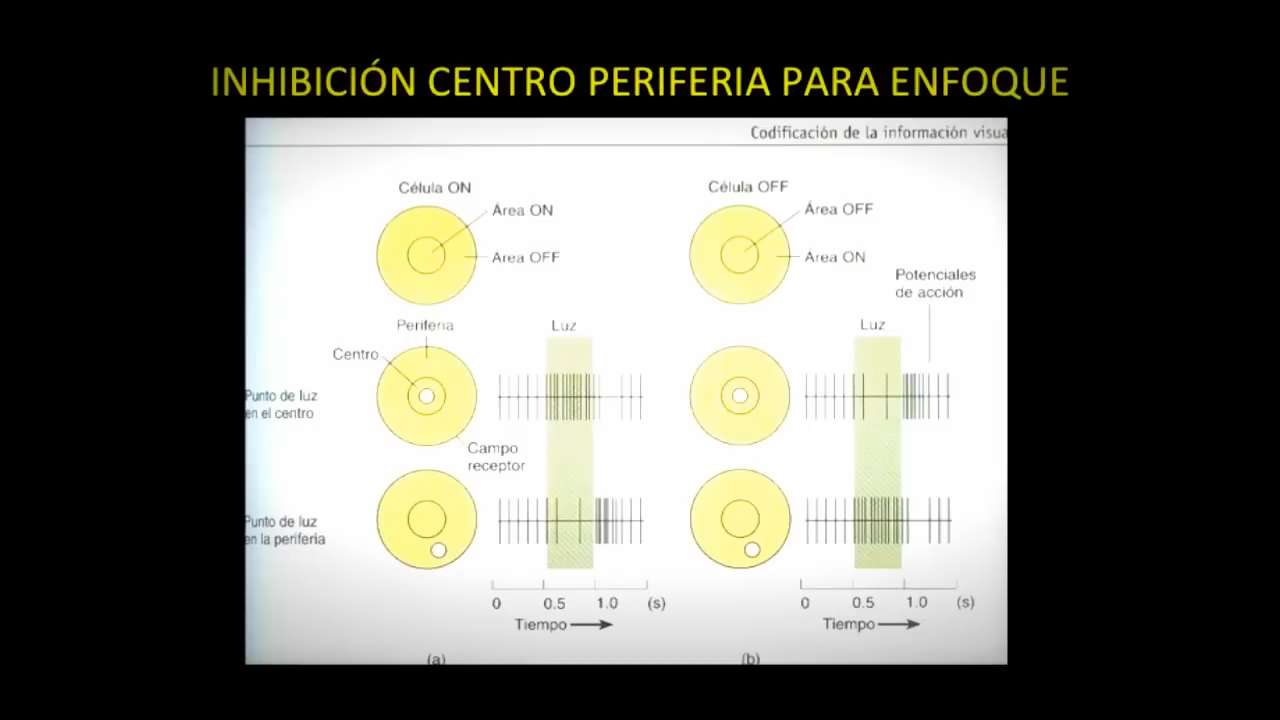 INHIBICIÓN CENTRO PERIFERIA PARA ENFOQUE
Codificación de la información visua
Célula ON
Área ON
Área OFF
Célula OFF
Área OFF
Área ON
Potenciales
de acción
Periferia
Luz
Centro
Luz
Punto de luz
en el centro
Campo
receptor
Punto de luz
en la periferia
0 0.5 1.0 (s)
Tiempo
0 0.5 1.0 (s)
Tiempo
(a)
(b)